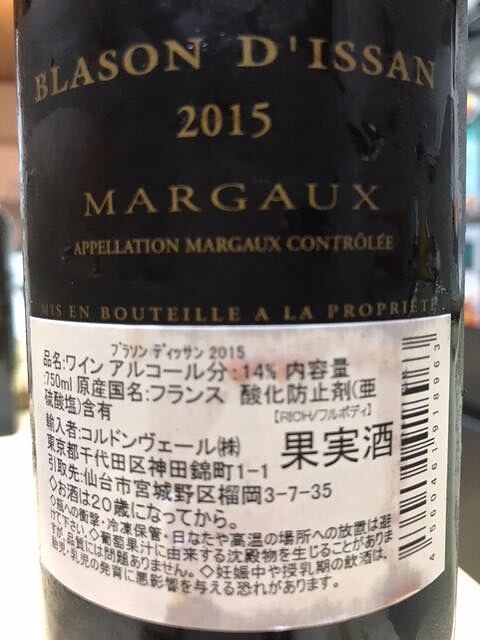 BLASON D'ISSAN
2015
MARGAUX
APPELLATION MARGAUX CONTRÔLÉE
MIS EN BOUTEILLE A LA PROPRIÉTÉ
ブラソン ディッサン 2015
品名:ワイン アルコール分:14% 内容量
:750ml 原産国名:フランス 酸化防止剤(亜
硫酸塩)含有
【RICH/フルボディ】
輸入者:コルドンヴェール㈱
果実酒
東京都千代田区神田錦町1-1
引取先:仙台市宮城野区榴岡3-7-35
◇お酒は20歳になってから。
◇瓶への衝撃・冷凍保管・日なたや高温の場所への放置は避
けて下さい。◇葡萄果汁に由来する沈殿物を生じることがありま
すが、品質には問題ありません。◇妊娠中や授乳期の飲酒は、
胎児・乳児の発育に悪影響を与える恐れがあります。
4560461918963